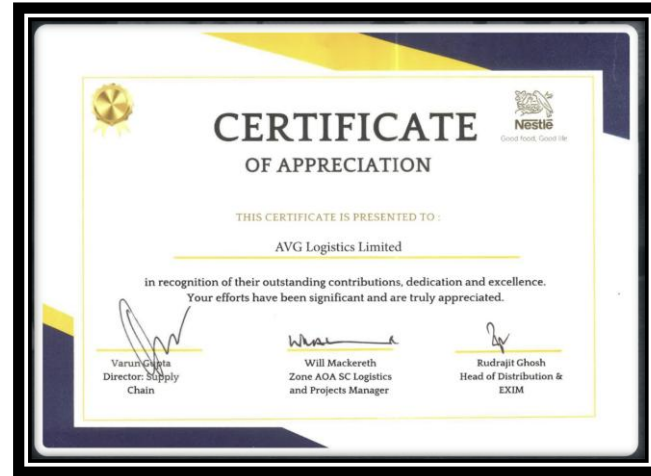 CERTIFICATE
OF APPRECIATION
Nestlé
Good food, Good life
THIS CERTIFICATE IS PRESENTED TO :
AVG Logistics Limited
in recognition of their outstanding contributions, dedication and excellence.
Your efforts have been significant and are truly appreciated.
Varun Gupta
Director: Supply
Chain
Will Mackereth
Zone AOA SC Logistics
and Projects Manager
Rudrajit Ghosh
Head of Distribution &
EXIM